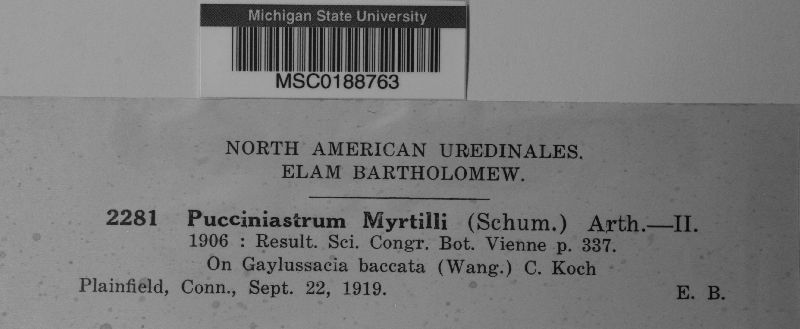 Michigan State University
MSC0188763
NORTH AMERICAN UREDINALES.
ELAM BARTHOLOMEW.
2281 Pucciniastrum Myrtilli (Schum.) Arth.—II.
1906 : Result. Sci. Congr. Bot. Vienne p. 337.
On Gaylussacia baccata (Wang.) C. Koch
Plainfield, Conn., Sept. 22, 1919. E. B.